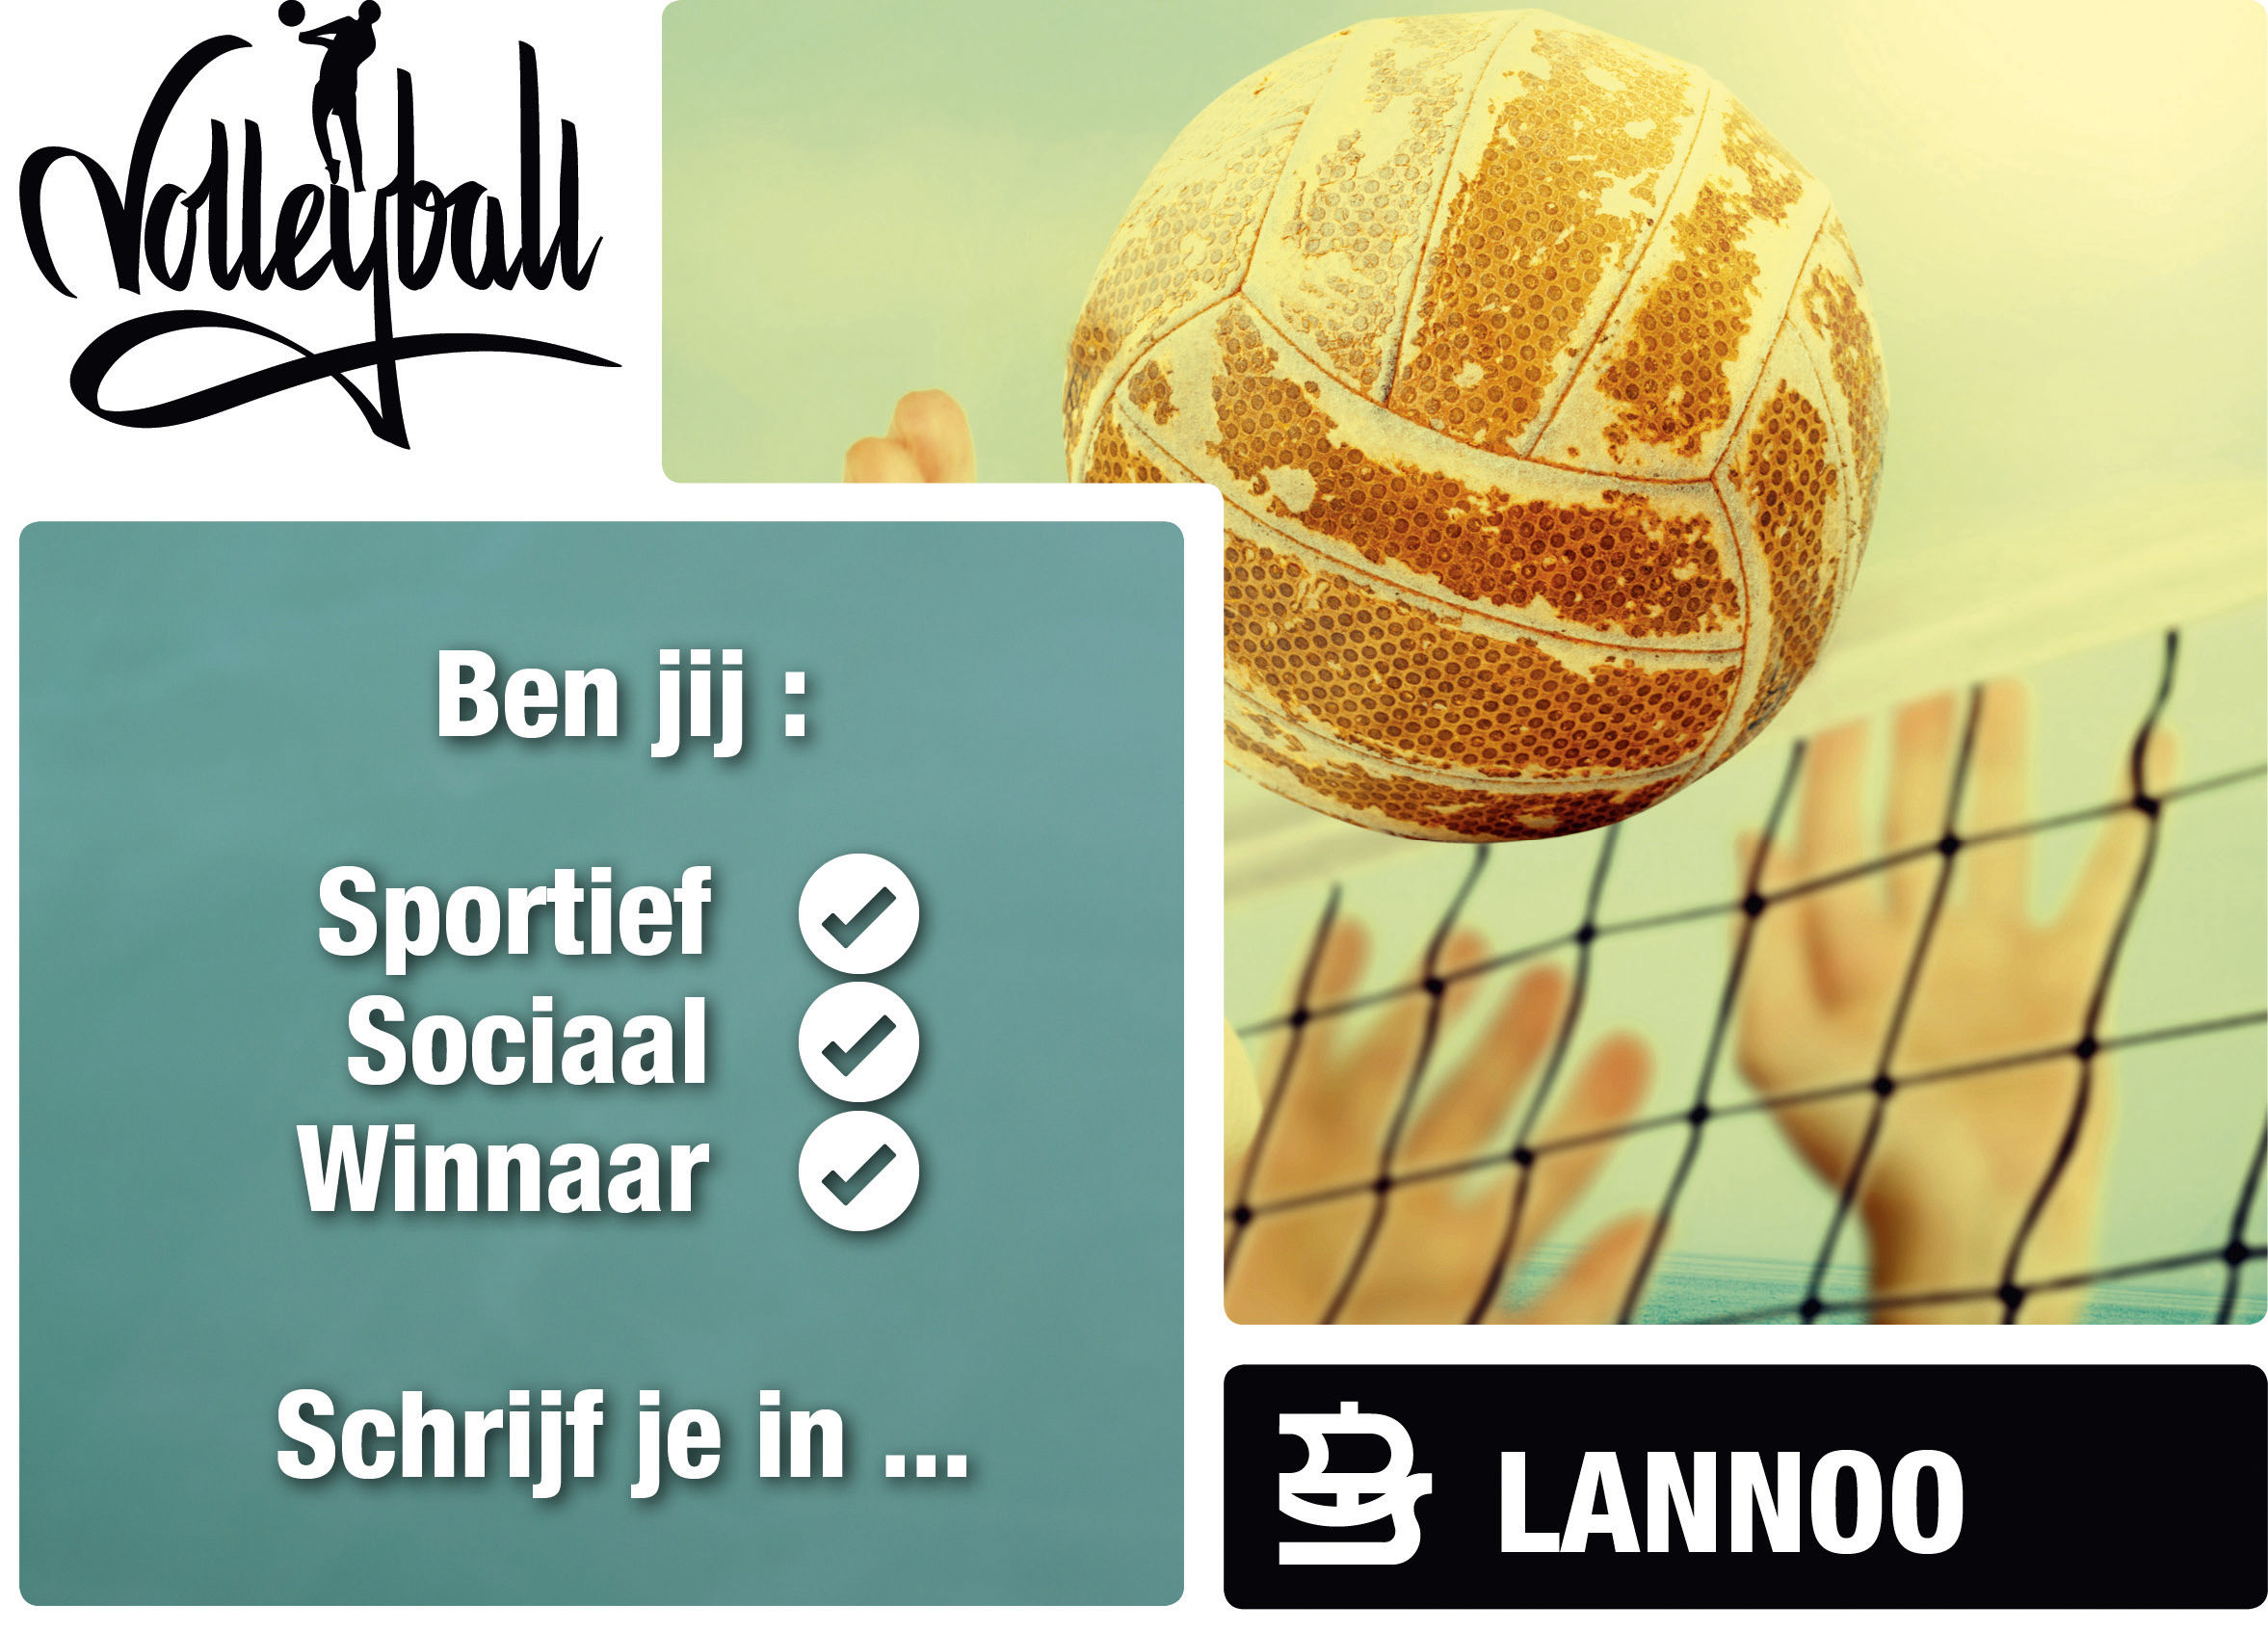 Volleyball
Ben jij :
Sportief
Sociaal
Winnaar
Schrijf je in ...
LANNOO